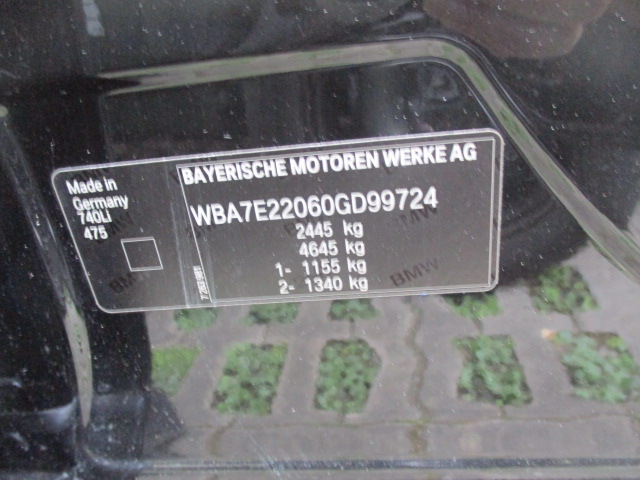 Made in
Germany
740Li
475
BAYERISCHE MOTOREN WERKE AG
WBA7E22060GD99724
2445 kg
4645 kg
1- 1155 kg
2- 1340 kg
BMW